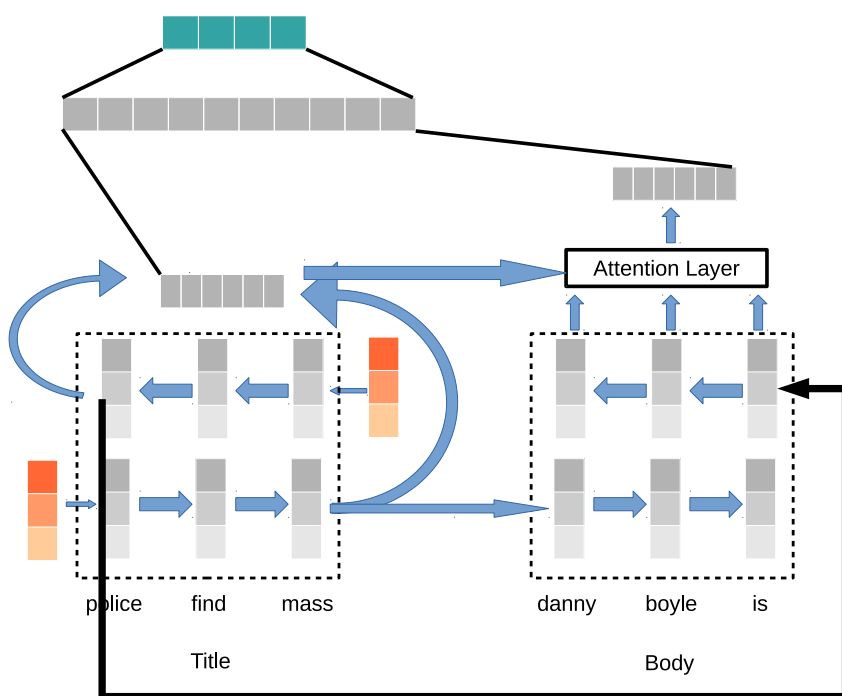 Attention Layer
police find mass
danny boyle is
Title
Body